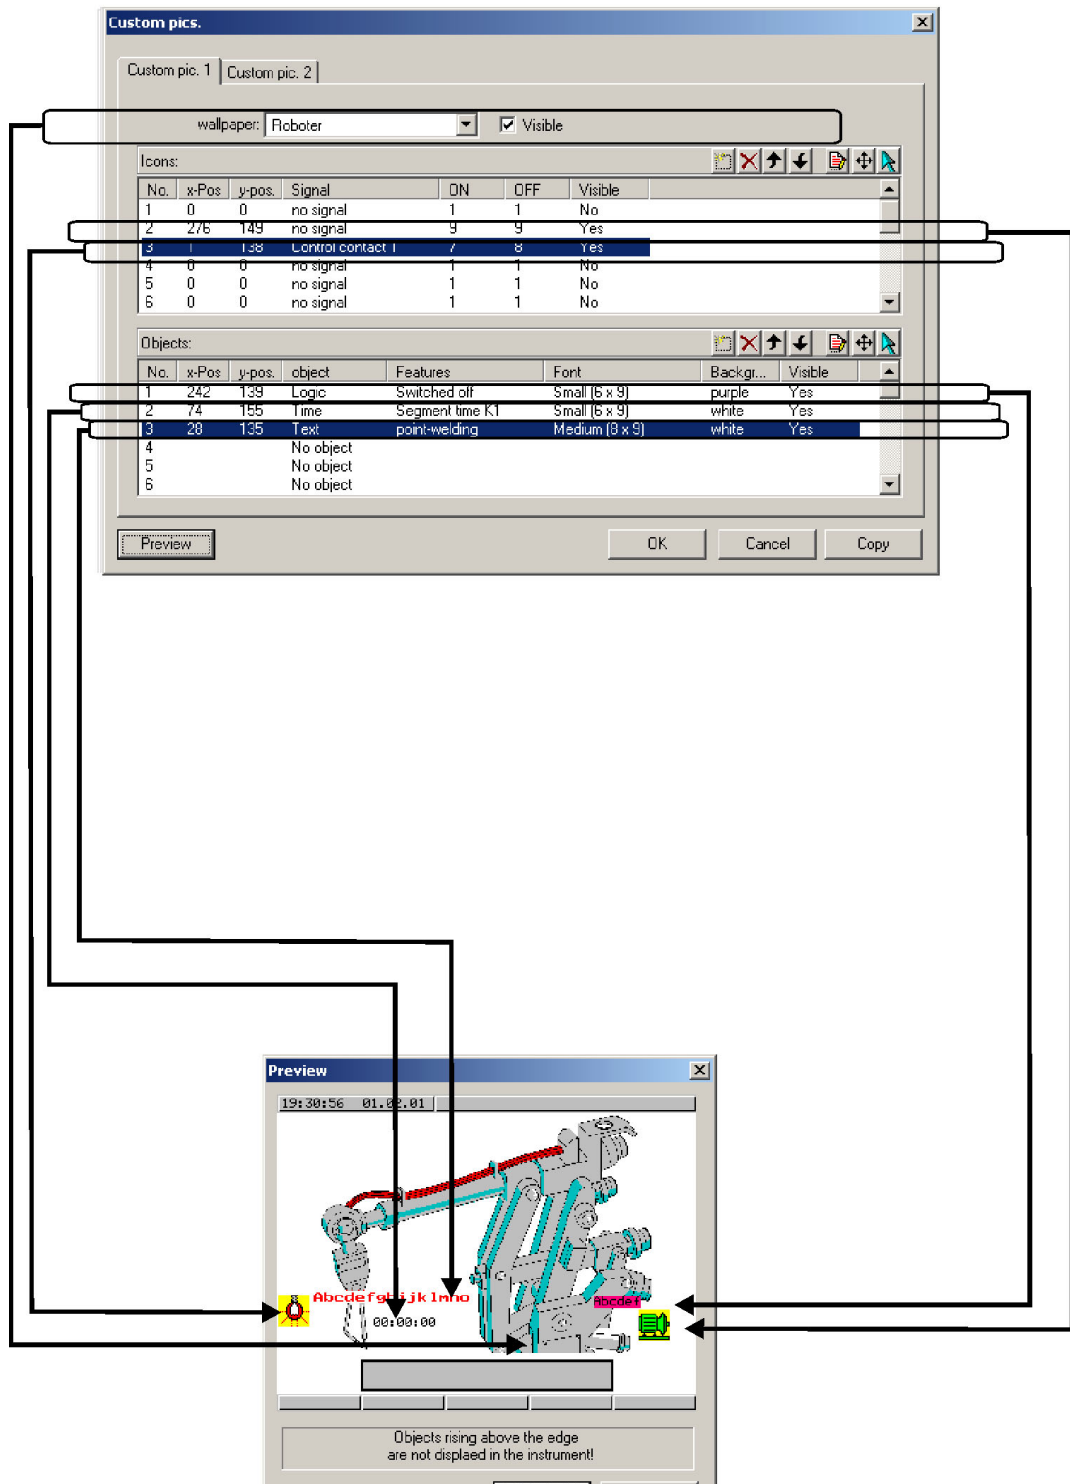 Custom pics.
Custom pic. 1 Custom pic. 2
wallpaper: Roboter Visible
Icons:
No. x-Pos y-pos. Signal ON OFF Visible
1 0 0 no signal 1 1 No
2 276 149 no signal 9 9 Yes
3 1 138 Control contact 1 7 8 Yes
4 0 0 no signal 1 1 No
5 0 0 no signal 1 1 No
6 0 0 no signal 1 1 No
Objects:
No. x-Pos y-pos. object Features Font Backgr... Visible
1 242 139 Logic Switched off Small (6 x 9) purple Yes
2 74 155 Time Segment time K1 Small (6 x 9) white Yes
3 28 135 Text point-welding Medium (8 x 9) white Yes
4 No object
5 No object
6 No object
Preview OK Cancel Copy
Preview
19:30:56 01.02.01
Abcdefghijklmno
Abcdef
00:00:00
Objects rising above the edge
are not displaed in the instrument!